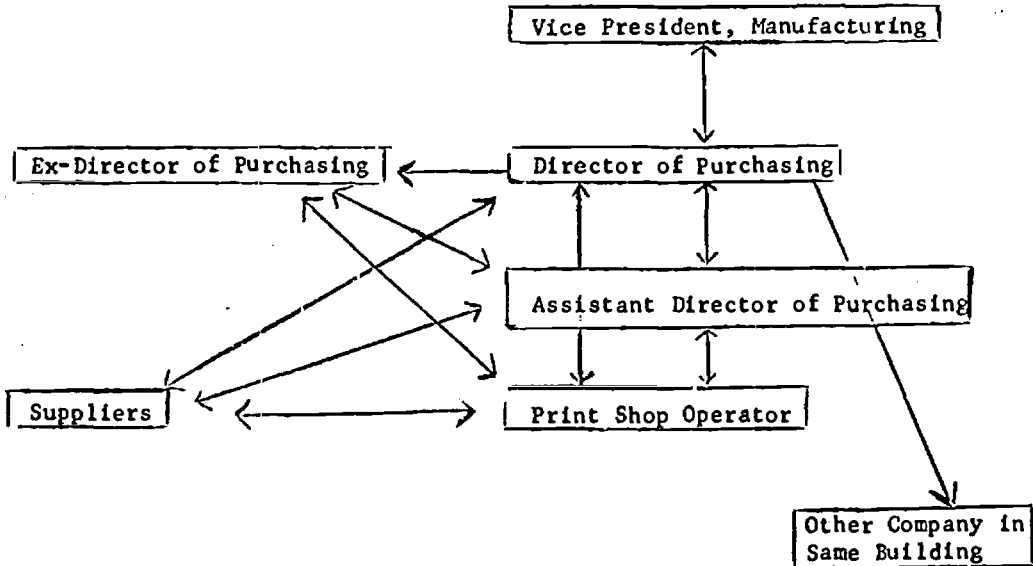 Vice President, Manufacturing
Ex-Director of Purchasing
Director of Purchasing
Assistant Director of Purchasing
Suppliers
Print Shop Operator
Other Company in
Same Building